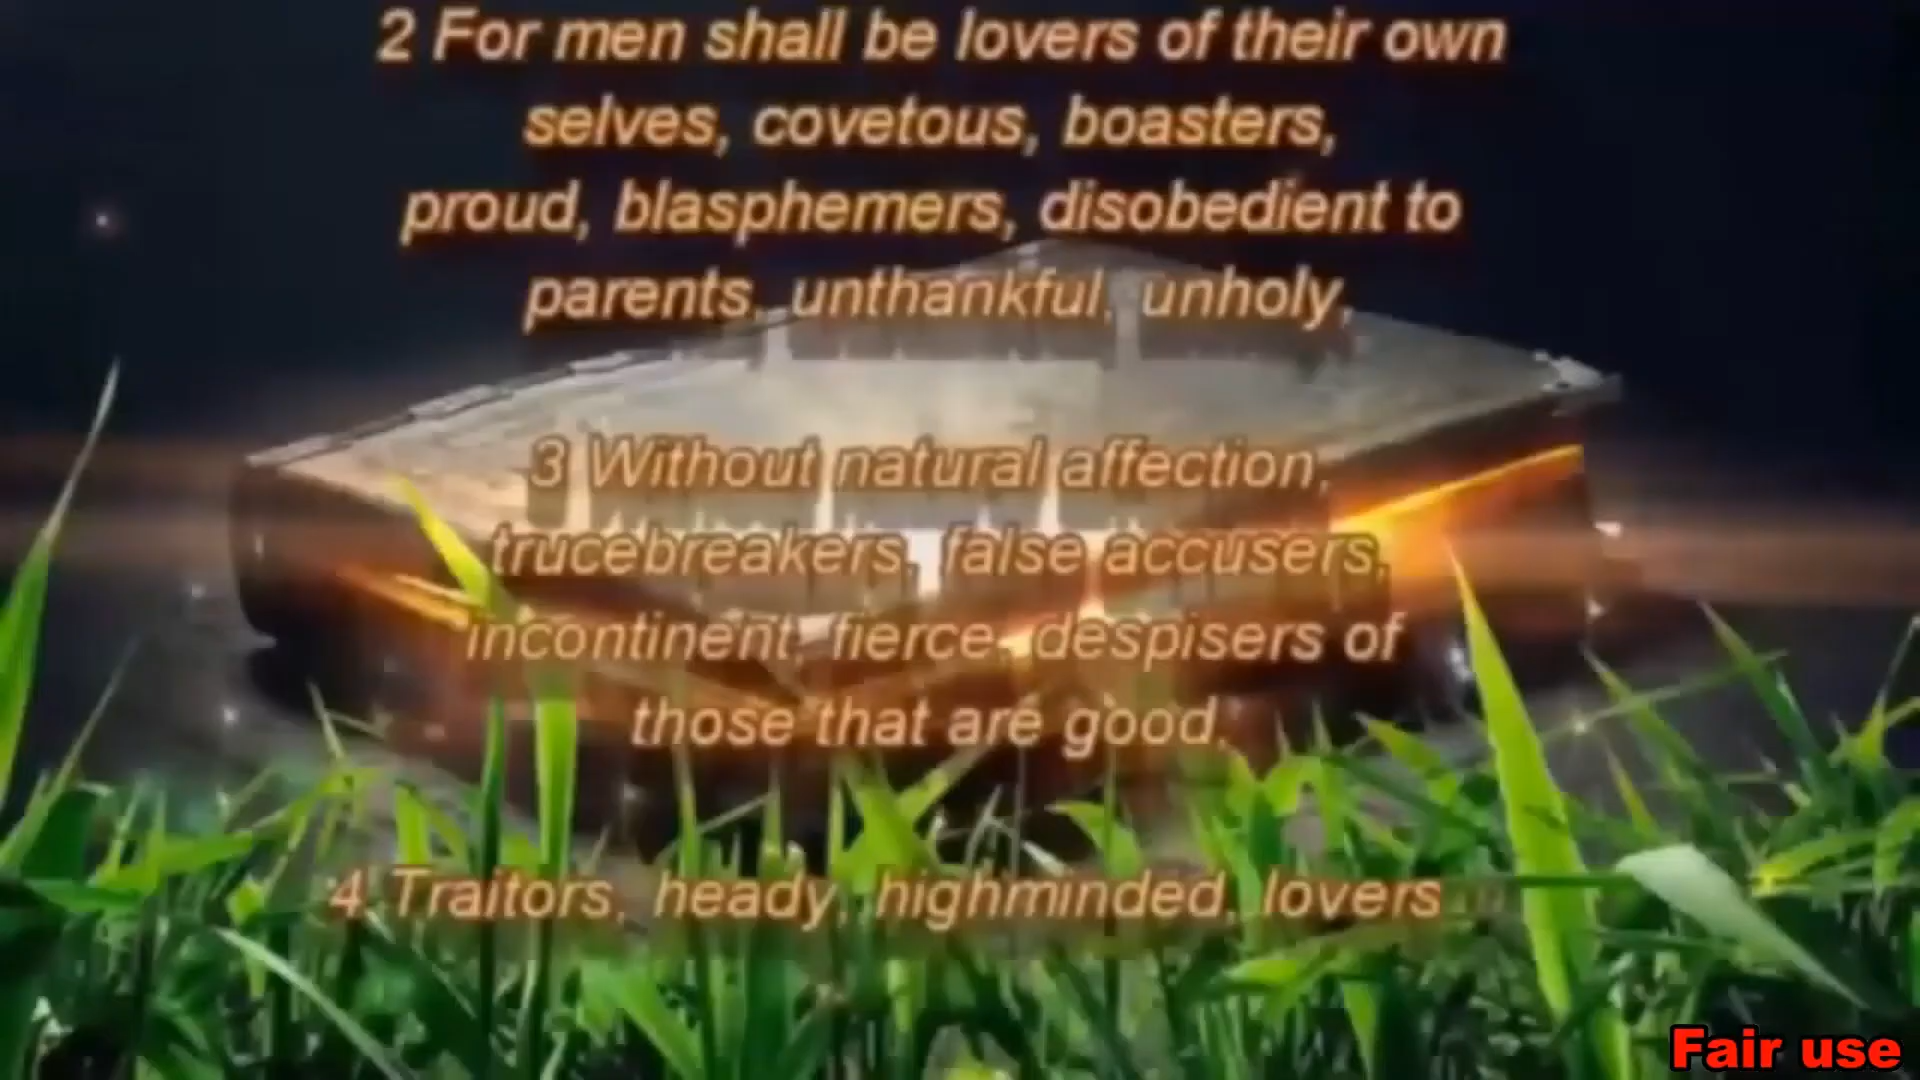 2 For men shall be lovers of their own
selves, covetous, boasters,
proud, blasphemers, disobedient to
parents, unthankful, unholy,
3 Without natural affection,
trucebreakers, false accusers,
incontinent, fierce, despisers of
those that are good,
4 Traitors, heady, highminded, lovers
Fair use